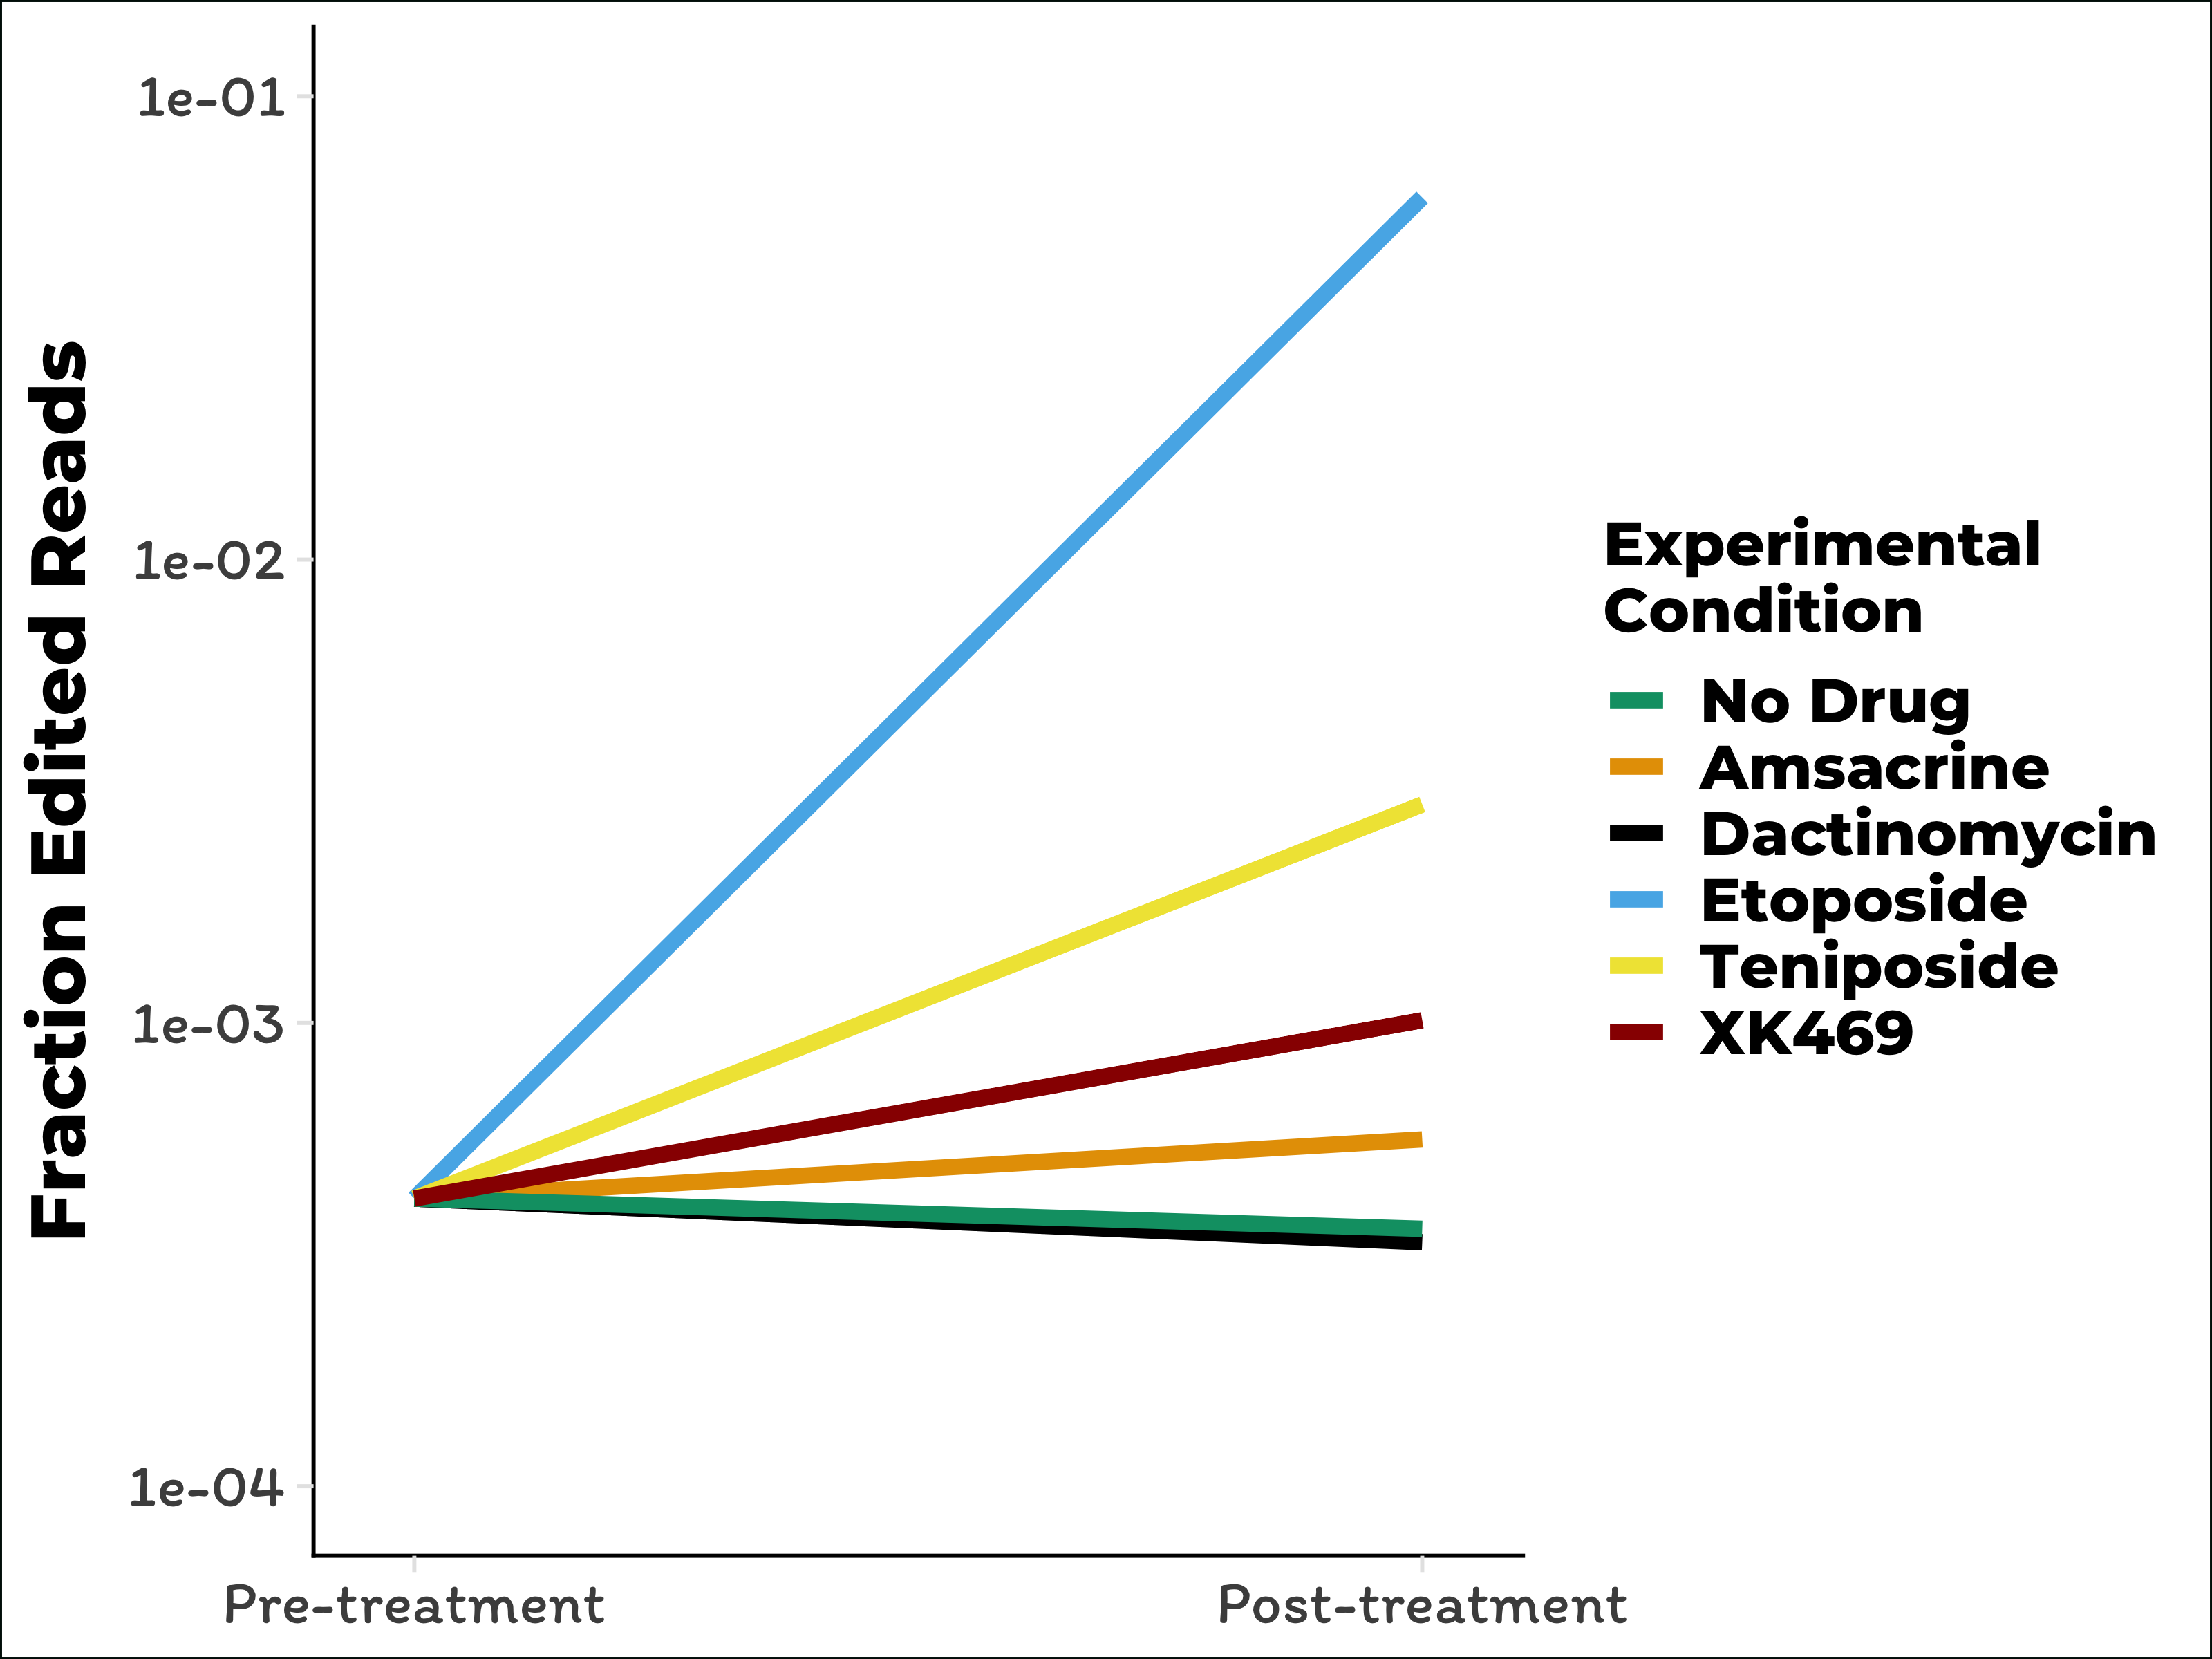 Fraction Edited Reads
1e-01
1e-02
1e-03
1e-04
Pre-treatment
Post-treatment
Experimental
Condition
No Drug
Amsacrine
Dactinomycin
Etoposide
Teniposide
XK469